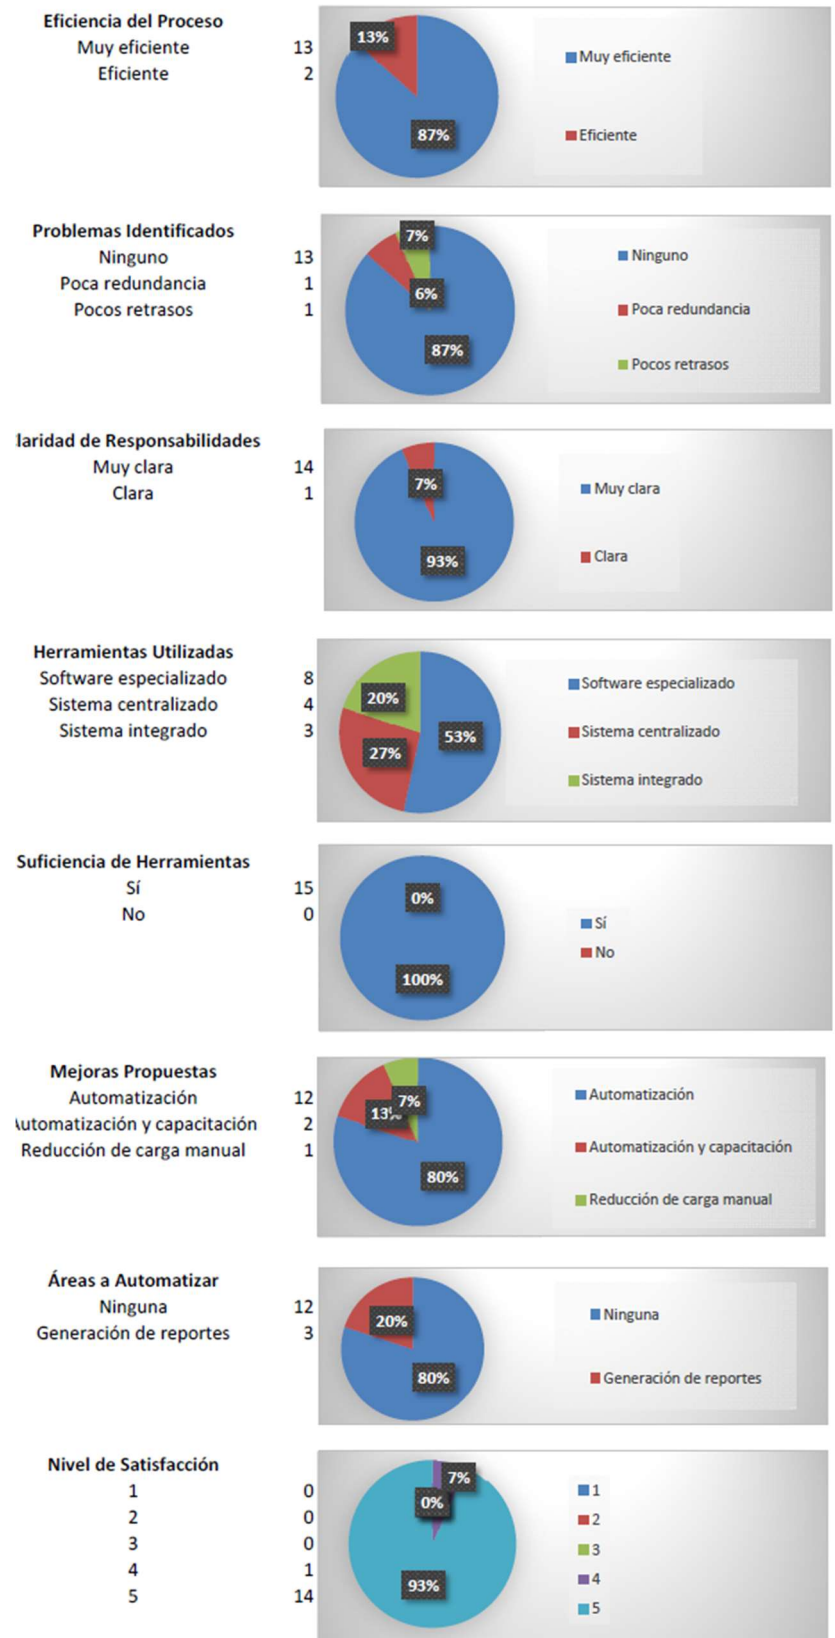 Eficiencia del Proceso
Muy eficiente 13
Eficiente 2
13%
87%
Muy eficiente
Eficiente
Problemas Identificados
Ninguno 13
Poca redundancia 1
Pocos retrasos 1
7%
6%
87%
Ninguno
Poca redundancia
Pocos retrasos
laridad de Responsabilidades
Muy clara 14
Clara 1
7%
93%
Muy clara
Clara
Herramientas Utilizadas
Software especializado 8
Sistema centralizado 4
Sistema integrado 3
20%
53%
27%
Software especializado
Sistema centralizado
Sistema integrado
Suficiencia de Herramientas
Sí 15
No 0
0%
100%
Sí
No
Mejoras Propuestas
Automatización 12
utomatización y capacitación 2
Reducción de carga manual 1
7%
13%
80%
Automatización
Automatización y capacitación
Reducción de carga manual
Áreas a Automatizar
Ninguna 12
Generación de reportes 3
20%
80%
Ninguna
Generación de reportes
Nivel de Satisfacción
1 0
2 0
3 0
4 1
5 14
7%
0%
93%
1
2
3
4
5